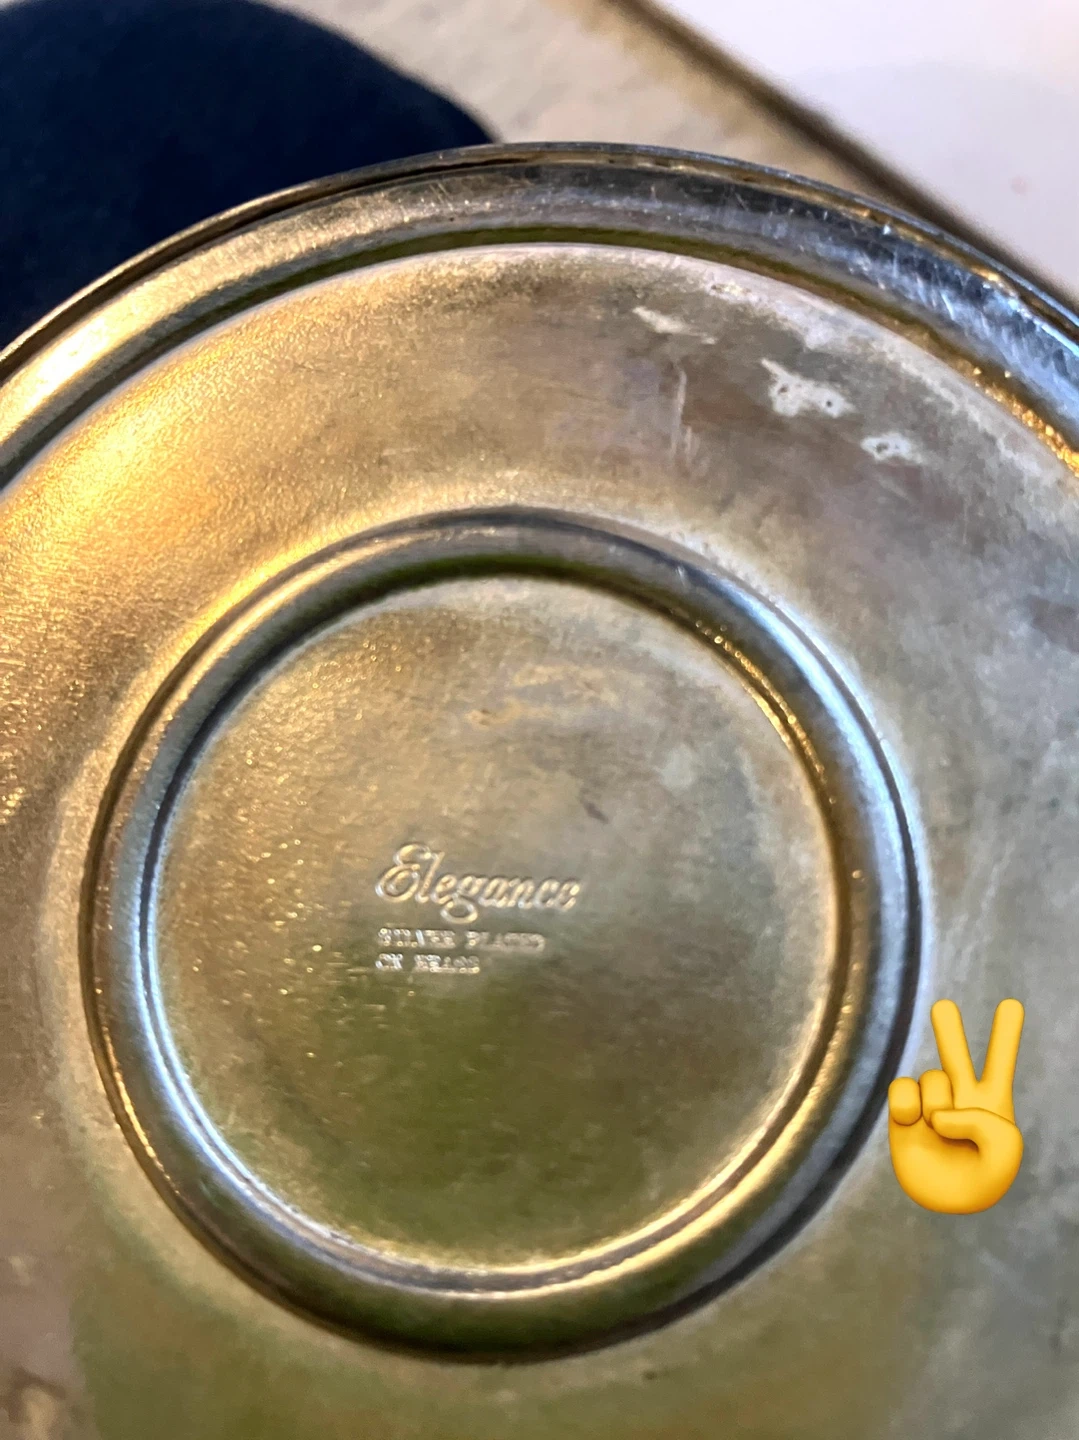 Elegance
SILVER PLATED
ON BRASS